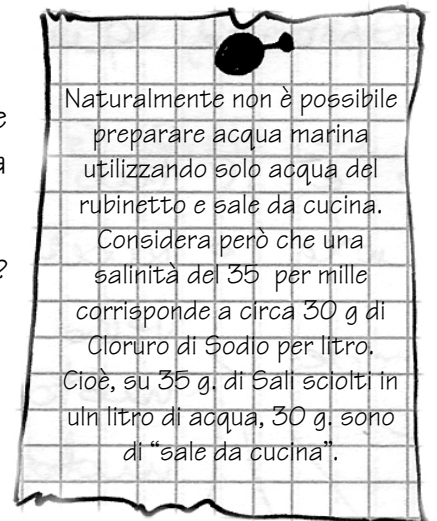 Naturalmente non è possibile
preparare acqua marina
utilizzando solo acqua del
rubinetto e sale da cucina.
Considera però che una
salinità del 35 per mille
corrisponde a circa 30 g di
Cloruro di Sodio per litro.
Cioè, su 35 g. di Sali sciolti in
uln litro di acqua, 30 g. sono
di “sale da cucina”.
e
a
?